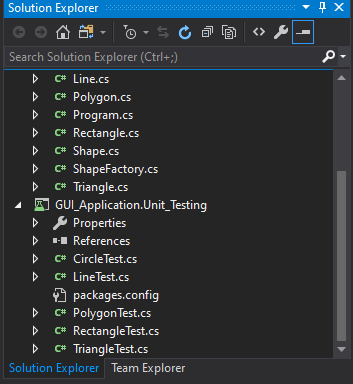 Solution Explorer
Search Solution Explorer (Ctrl+;)
C# Line.cs
C# Polygon.cs
C# Program.cs
C# Rectangle.cs
C# Shape.cs
C# ShapeFactory.cs
C# Triangle.cs
GUI_Application.Unit_Testing
Properties
References
C# CircleTest.cs
C# LineTest.cs
packages.config
C# PolygonTest.cs
C# RectangleTest.cs
C# TriangleTest.cs
Solution Explorer Team Explorer